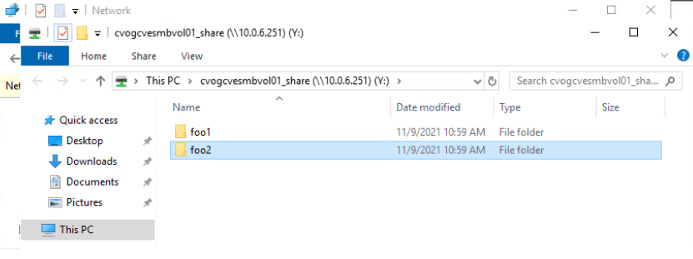 Network
cvogcvesmbvol01_share (\\10.0.6.251) (Y:)
File Home Share View
Net
This PC > cvogcvesmbvol01_share (\\10.0.6.251) (Y:) >
Search cvogcvesmbvol01_sha...
Name Date modified Type Size
Quick access
foo1 11/9/2021 10:59 AM File folder
Desktop
foo2 11/9/2021 10:59 AM File folder
Downloads
Documents
Pictures
This PC